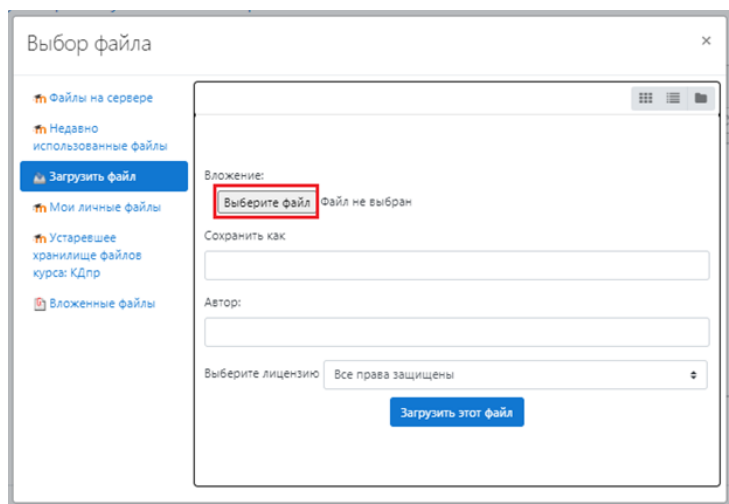 Выбор файла
×
Файлы на сервере
Недавно
использованные файлы
Загрузить файл
Мои личные файлы
Устаревшее
хранилище файлов
курса: КДпр
Вложенные файлы
Вложение:
Выберите файл Файл не выбран
Сохранить как
Автор:
Выберите лицензию Все права защищены
Загрузить этот файл